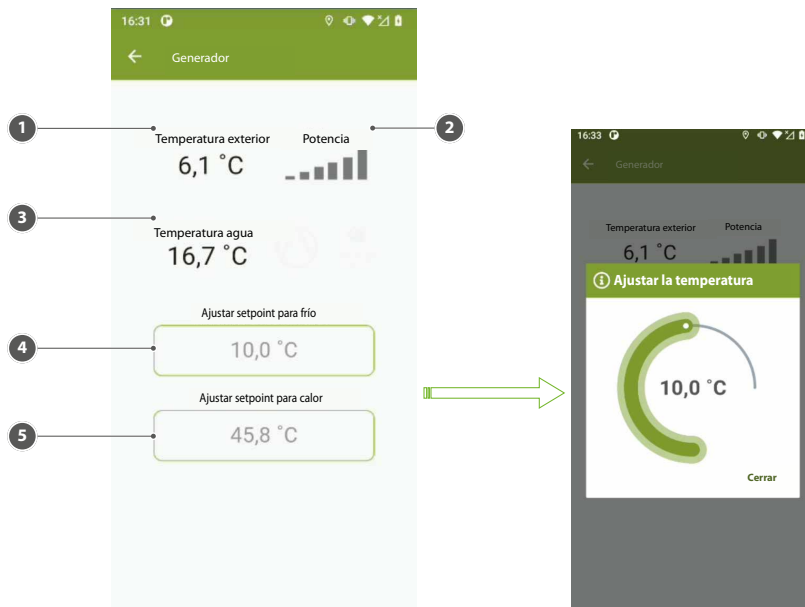 16:31
Generador
1
2
Temperatura exterior
Potencia
6,1 °C
3
Temperatura agua
16,7 °C
Ajustar setpoint para frío
4
10,0 °C
Ajustar setpoint para calor
5
45,8 °C
16:33
Generador
Temperatura exterior
Potencia
6,1 °C
Ajustar la temperatura
10,0 °C
Cerrar